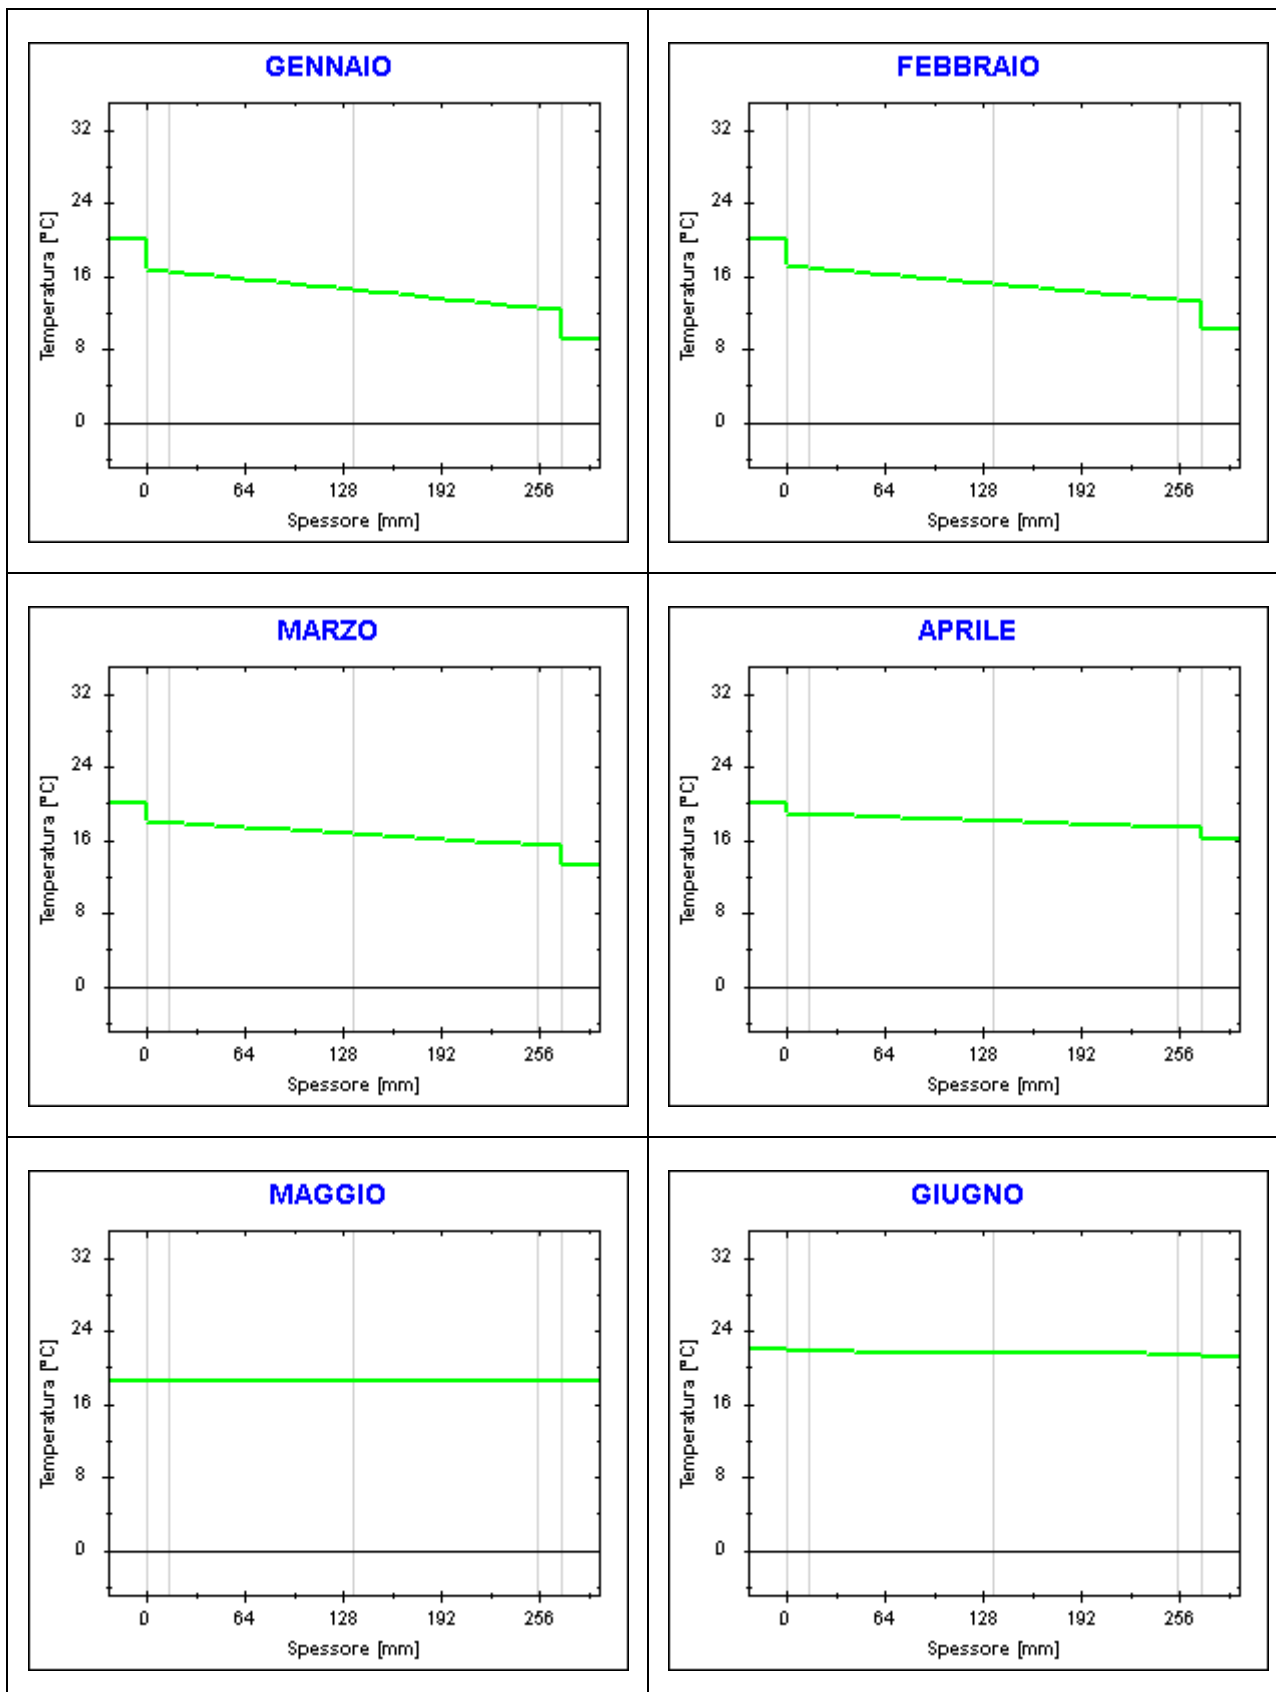 GENNAIO
32
24
16
8
0
Temperatura [°C]
0 64 128 192 256
Spessore [mm]
FEBBRAIO
32
24
16
8
0
Temperatura [°C]
0 64 128 192 256
Spessore [mm]
MARZO
32
24
16
8
0
Temperatura [°C]
0 64 128 192 256
Spessore [mm]
APRILE
32
24
16
8
0
Temperatura [°C]
0 64 128 192 256
Spessore [mm]
MAGGIO
32
24
16
8
0
Temperatura [°C]
0 64 128 192 256
Spessore [mm]
GIUGNO
32
24
16
8
0
Temperatura [°C]
0 64 128 192 256
Spessore [mm]